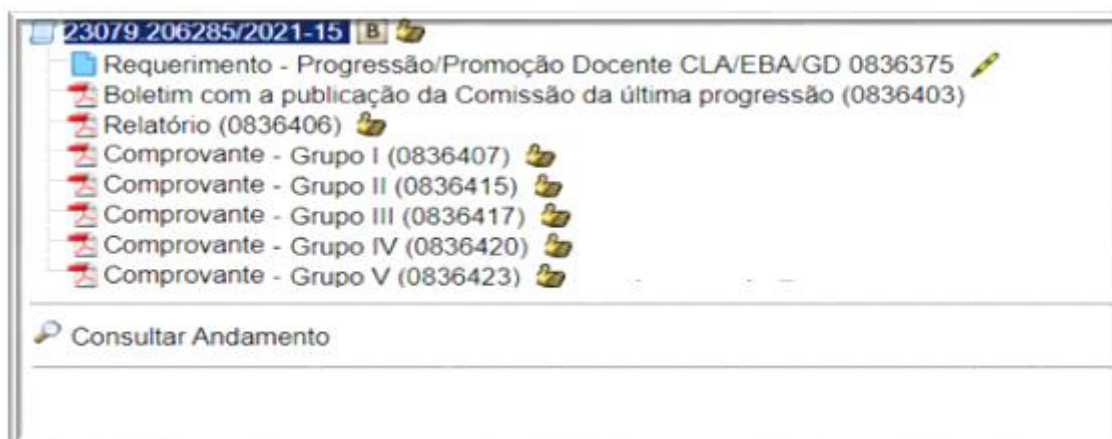 23079.206285/2021-15 B
Requerimento - Progressão/Promoção Docente CLA/EBA/GD 0836375
Boletim com a publicação da Comissão da última progressão (0836403)
Relatório (0836406)
Comprovante - Grupo I (0836407)
Comprovante - Grupo II (0836415)
Comprovante - Grupo III (0836417)
Comprovante - Grupo IV (0836420)
Comprovante - Grupo V (0836423)
Consultar Andamento